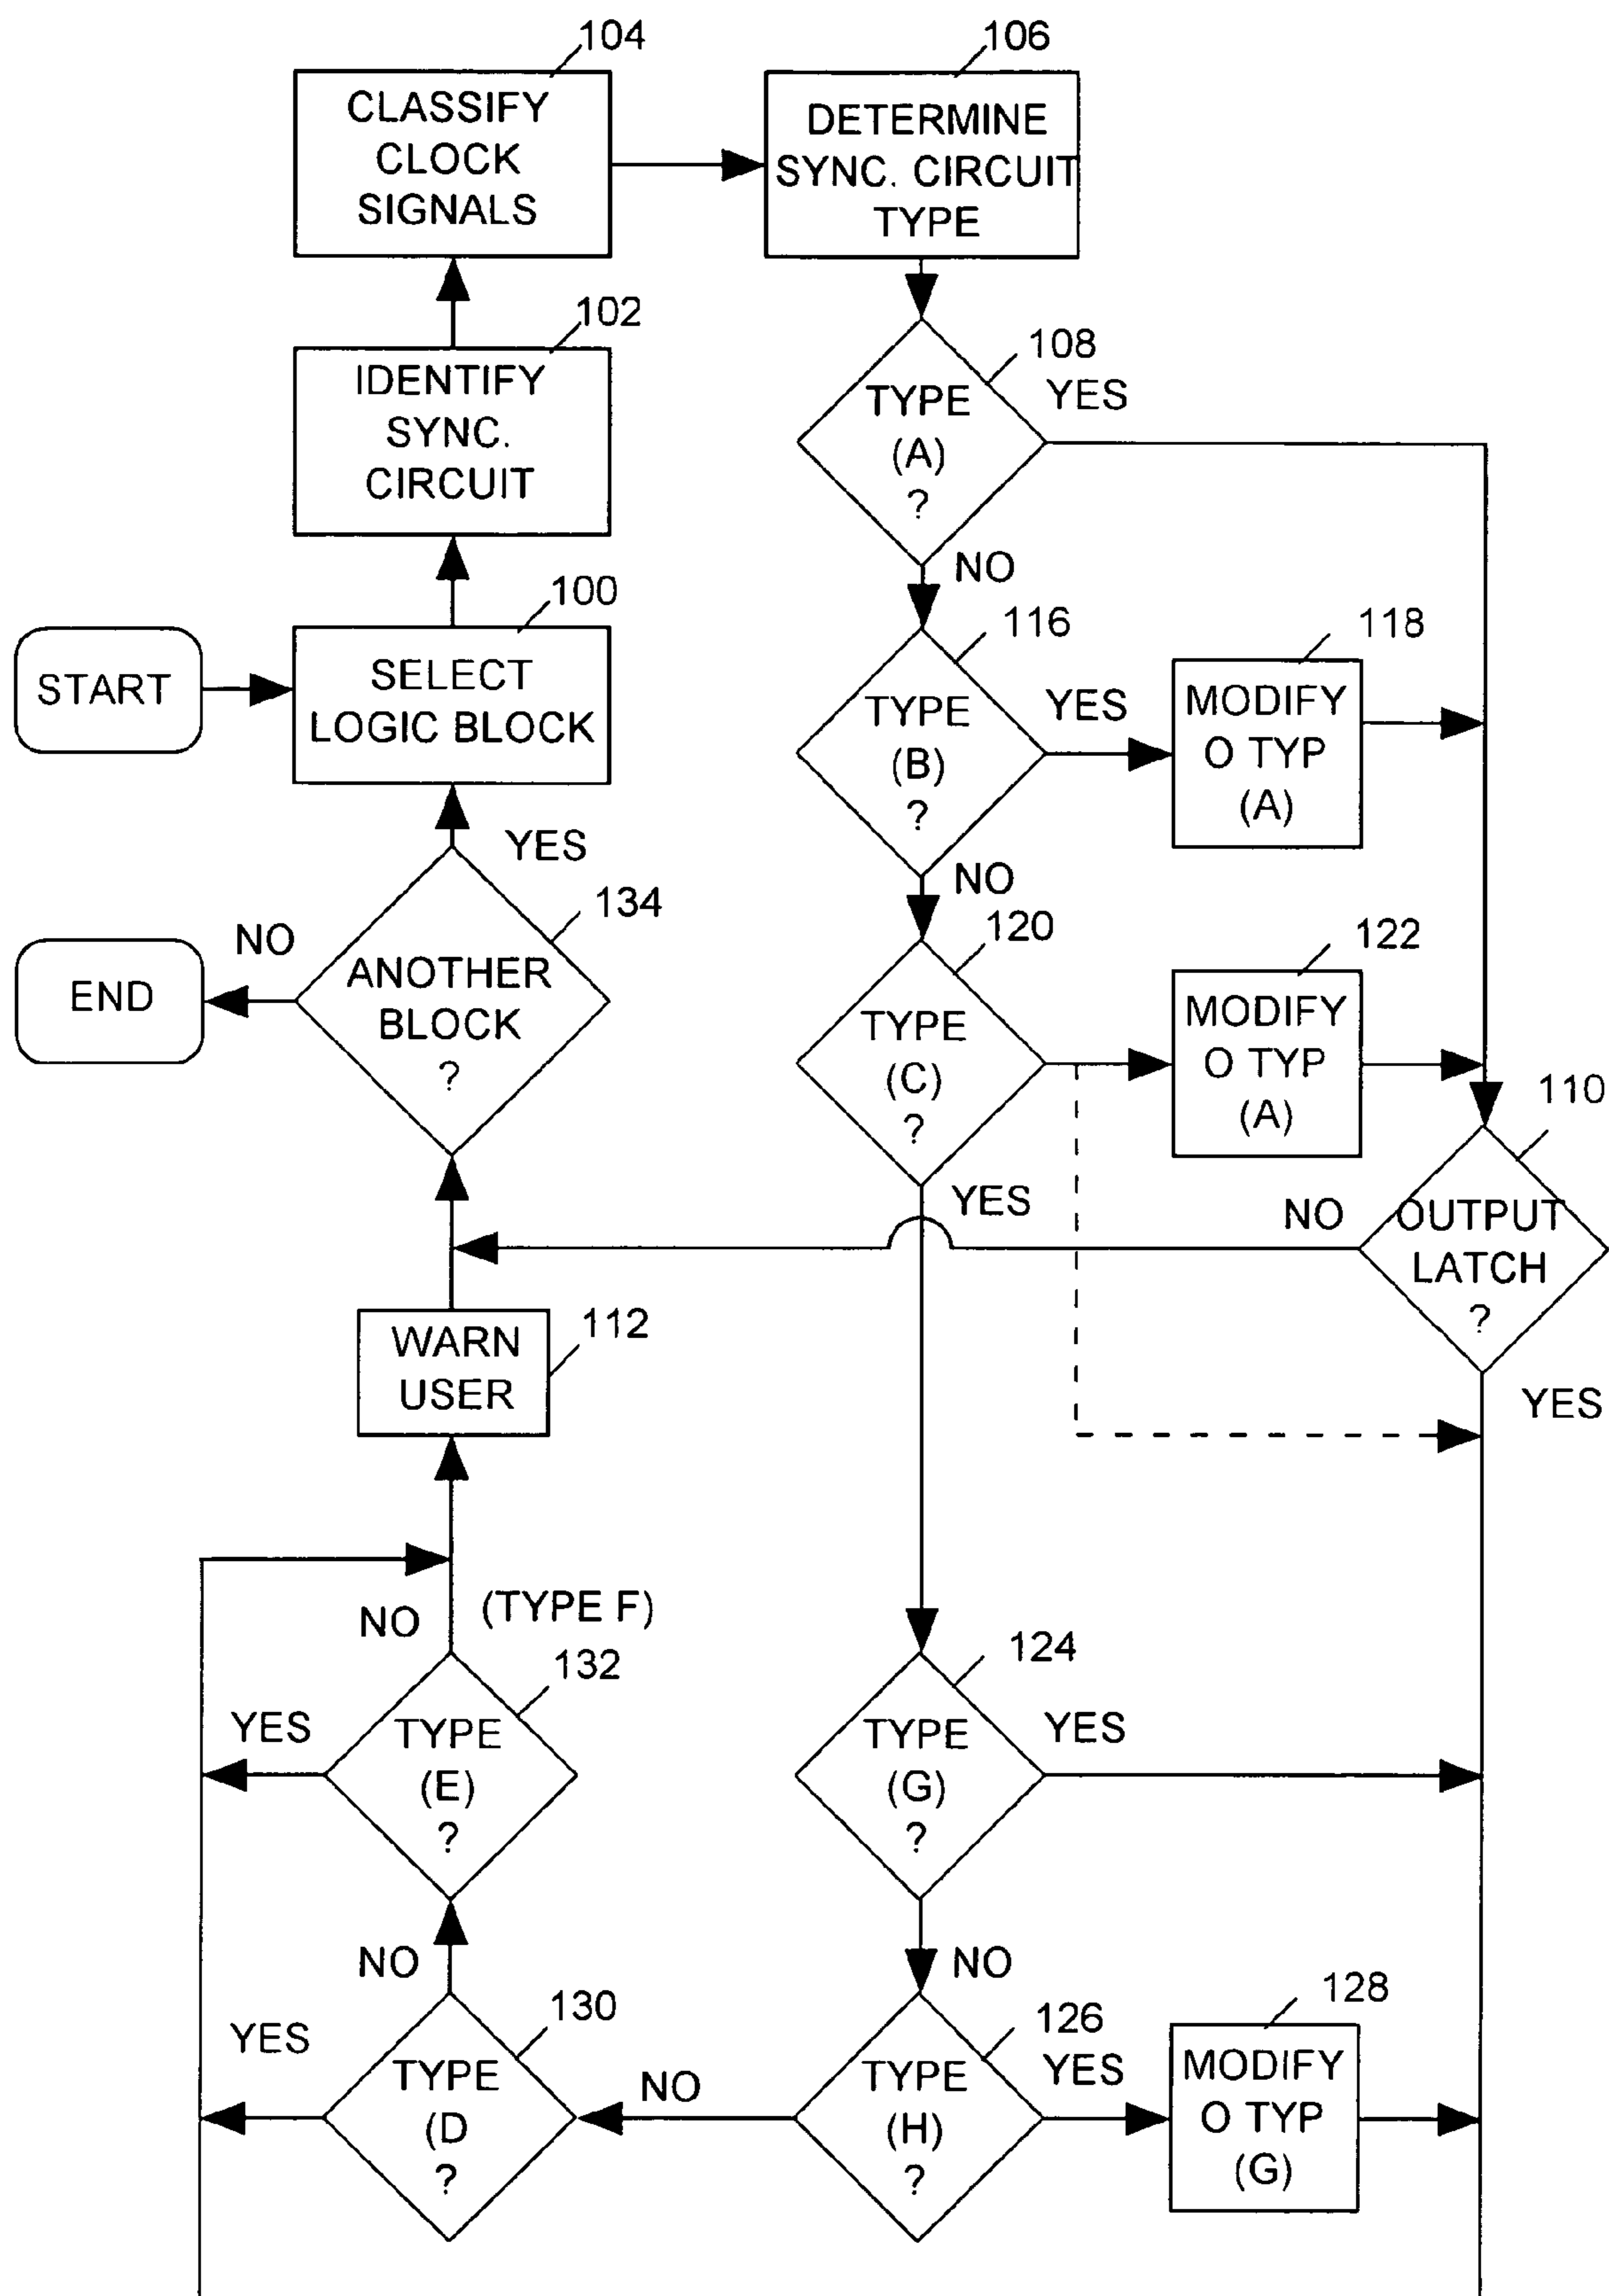 104
CLASSIFY
CLOCK
SIGNALS
106
DETERMINE
SYNC. CIRCUIT
TYPE
102
IDENTIFY
SYNC.
CIRCUIT
108
TYPE
(A)
?
YES
NO
100
SELECT
LOGIC BLOCK
START
116
TYPE
(B)
?
YES
NO
118
MODIFY
O TYP
(A)
YES
134
ANOTHER
BLOCK
?
NO
END
120
TYPE
(C)
?
YES
122
MODIFY
O TYP
(A)
110
OUTPUT
LATCH
?
NO
YES
112
WARN
USER
NO
(TYPE F)
132
TYPE
(E)
?
YES
124
TYPE
(G)
?
YES
NO
NO
130
TYPE
(D
?
YES
126
TYPE
(H)
?
YES
NO
128
MODIFY
O TYP
(G)